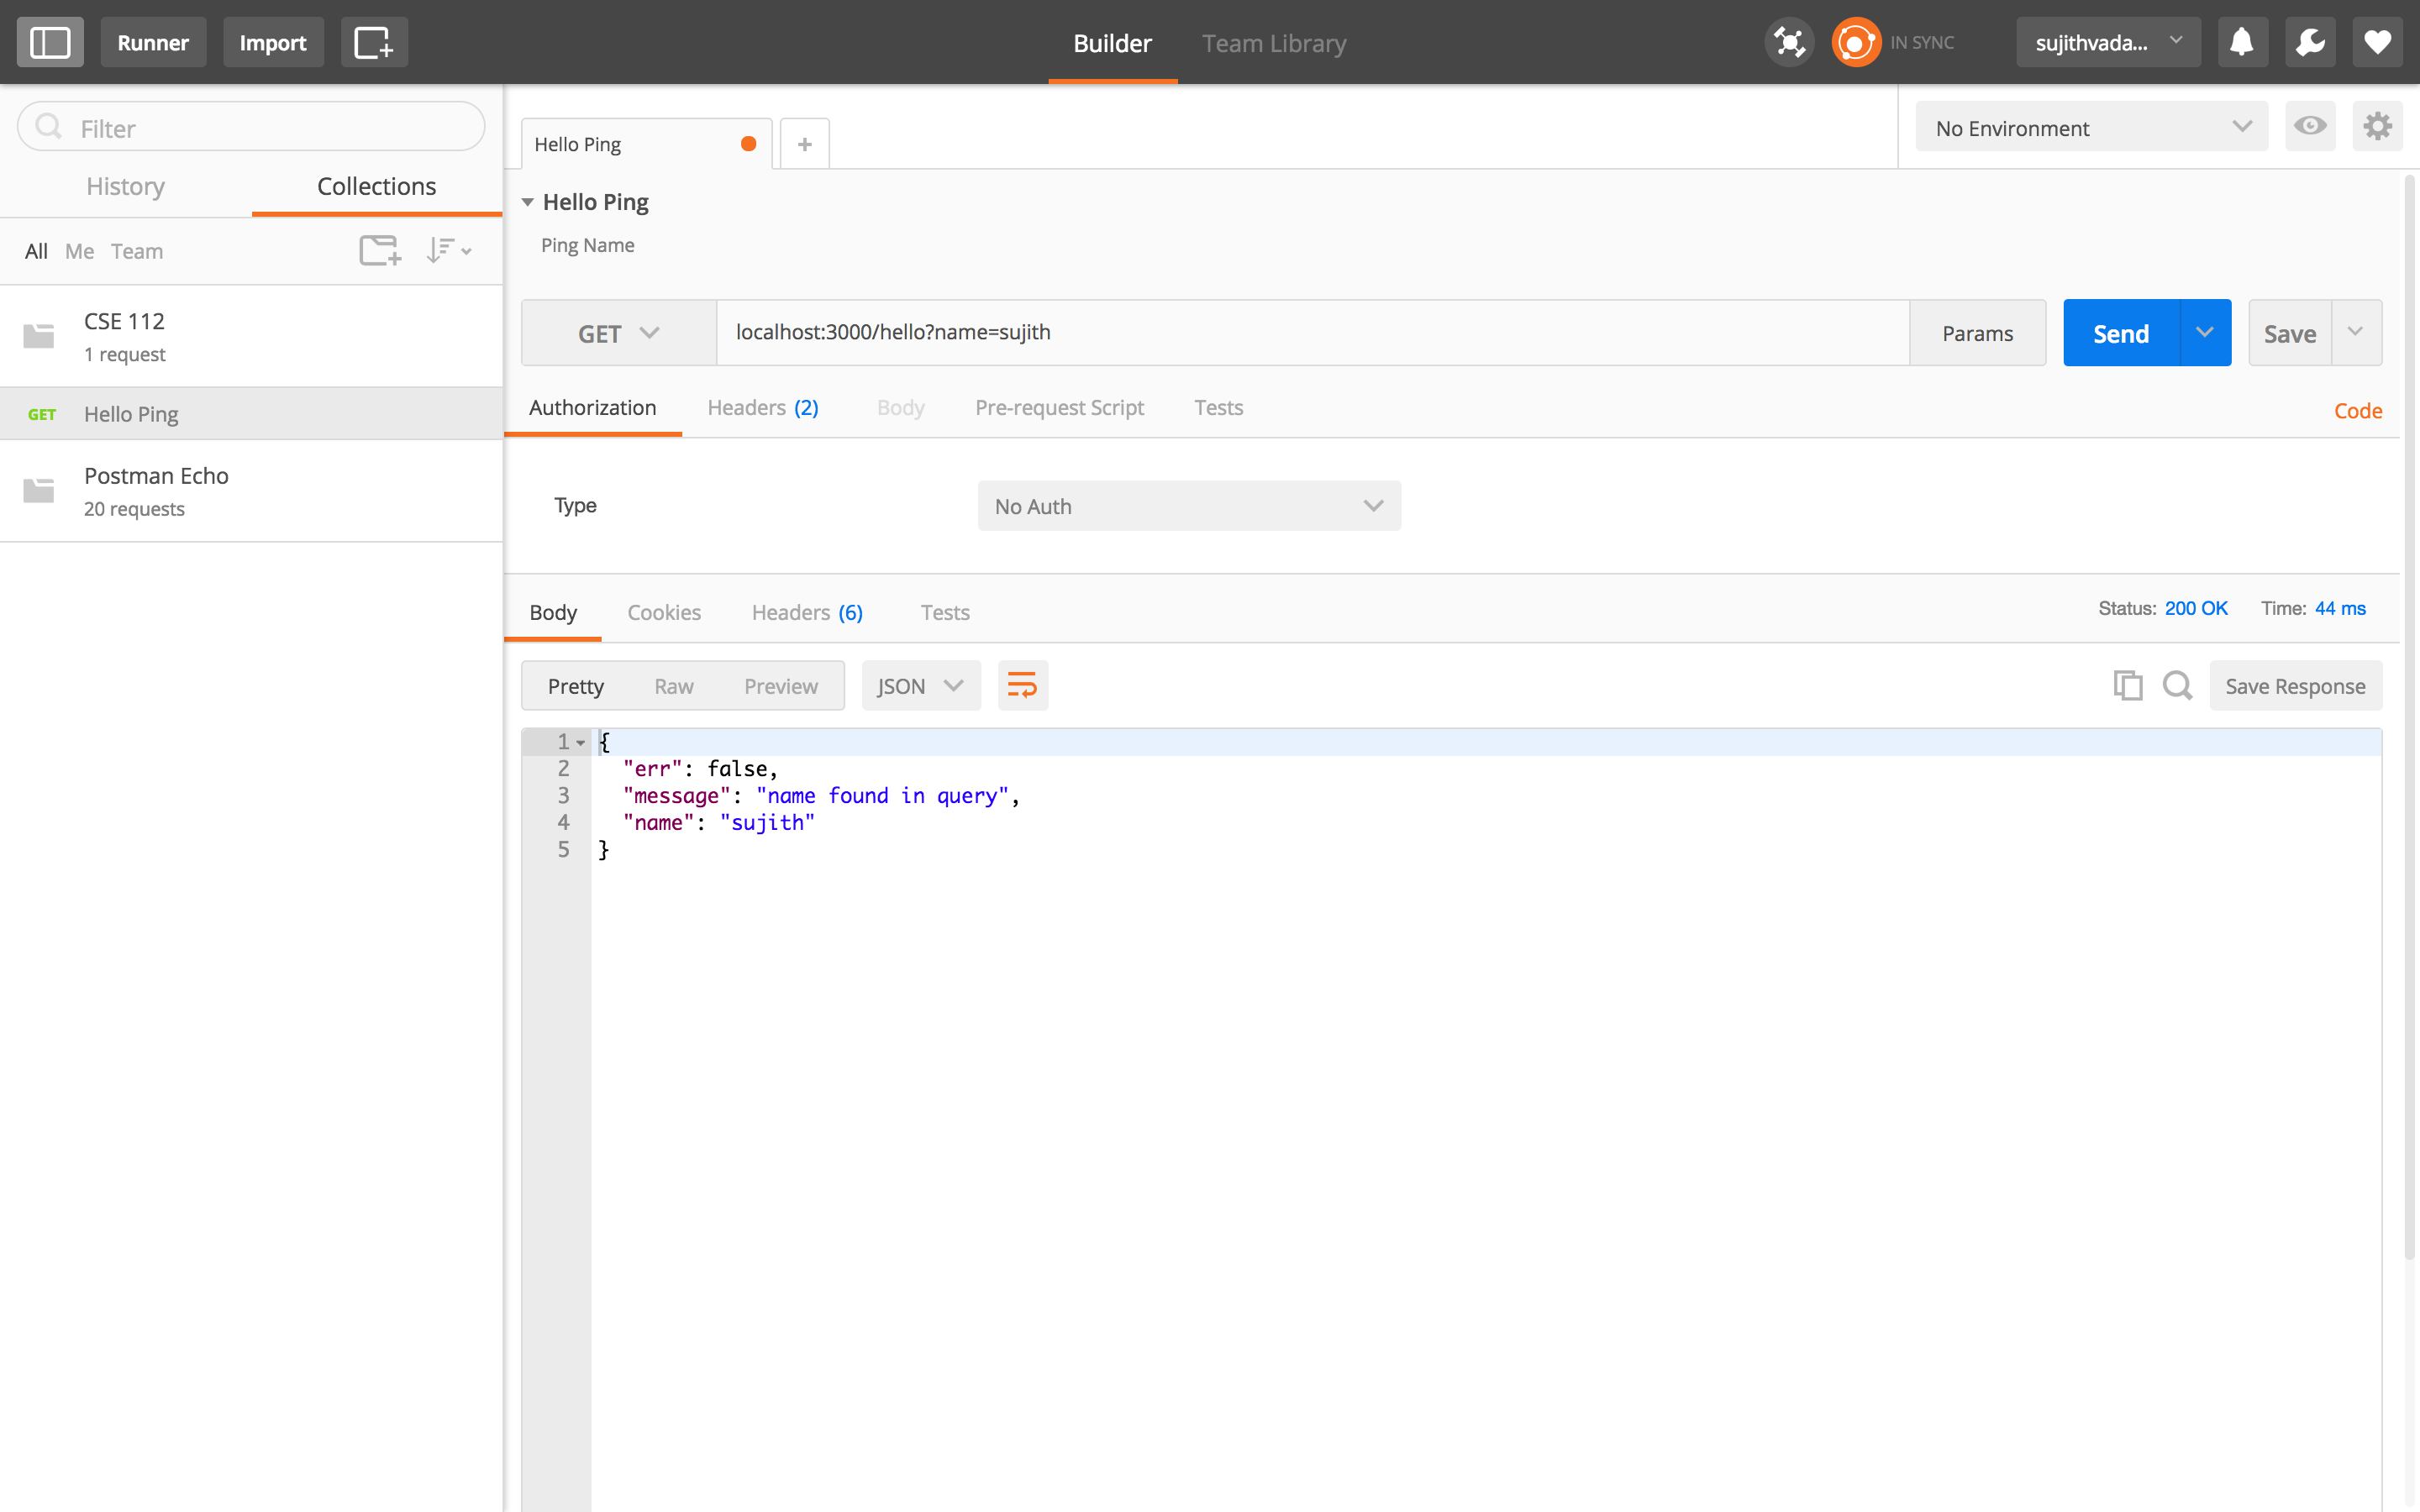 Runner Import Builder Team Library IN SYNC sujithvada...
Filter
History Collections
All Me Team
CSE 112
1 request
GET Hello Ping
Postman Echo
20 requests
Hello Ping + No Environment
Hello Ping
Ping Name
GET localhost:3000/hello?name=sujith Params Send Save
Authorization Headers (2) Body Pre-request Script Tests Code
Type No Auth
Body Cookies Headers (6) Tests Status: 200 OK Time: 44 ms
Pretty Raw Preview JSON Save Response
1 {
2 "err": false,
3 "message": "name found in query",
4 "name": "sujith"
5 }